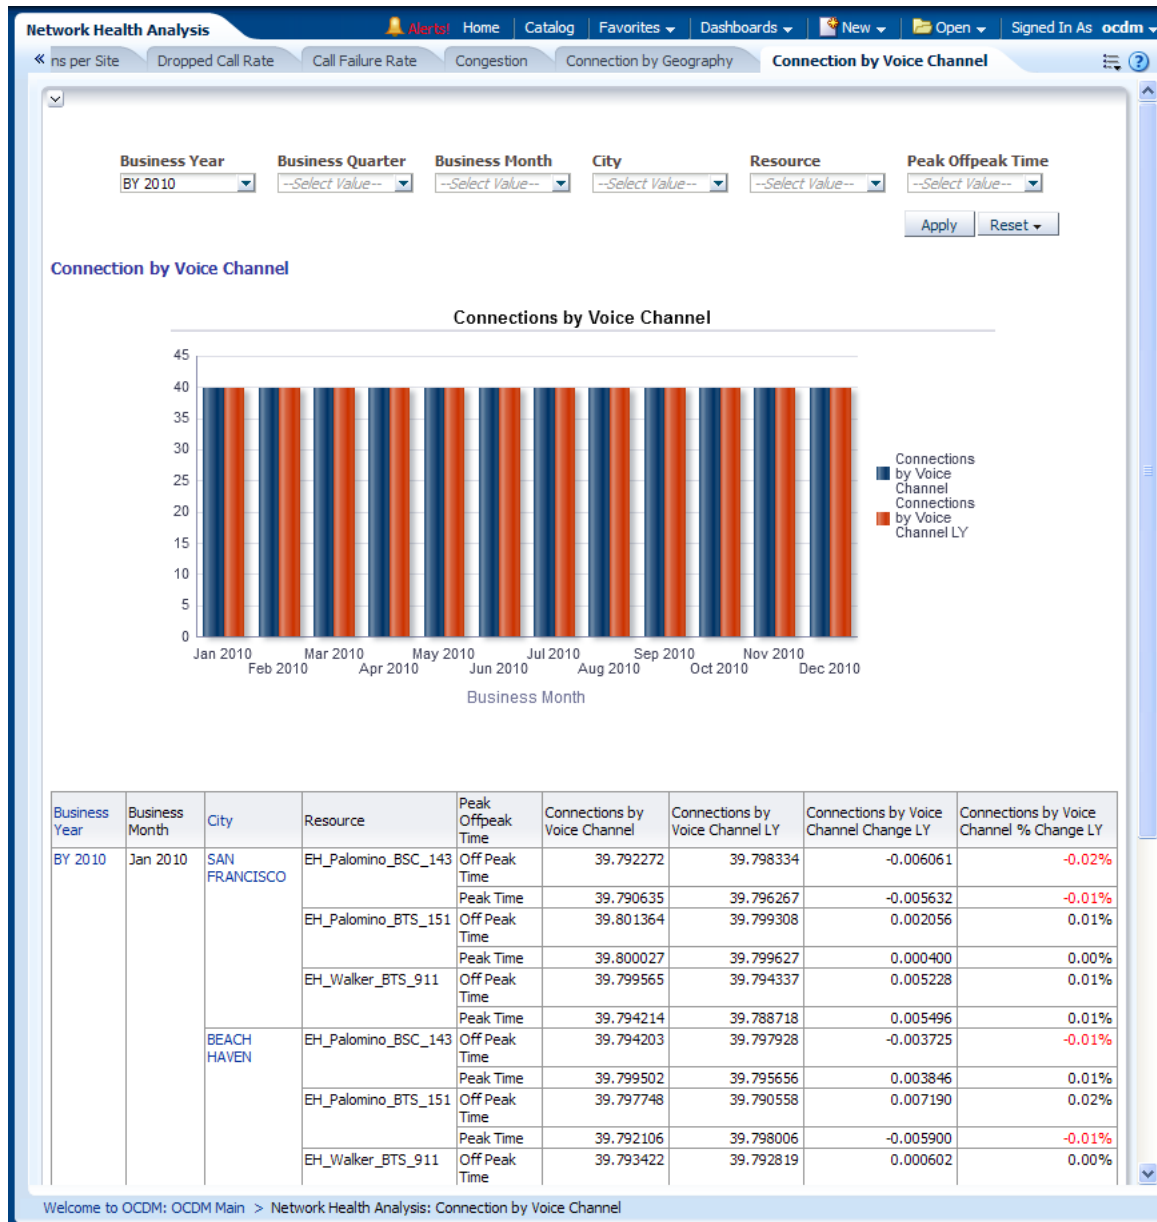 Network Health Analysis
Alerts! Home Catalog Favorites Dashboards New Open Signed In As ocdm
« ns per Site Dropped Call Rate Call Failure Rate Congestion Connection by Geography Connection by Voice Channel ?
Business Year Business Quarter Business Month City Resource Peak Offpeak Time
BY 2010 --Select Value-- --Select Value-- --Select Value-- --Select Value-- --Select Value--
Apply Reset
Connection by Voice Channel
Connections by Voice Channel
45
40
35
30
25
20
15
10
5
0
Jan 2010 Mar 2010 May 2010 Jul 2010 Sep 2010 Nov 2010
Feb 2010 Apr 2010 Jun 2010 Aug 2010 Oct 2010 Dec 2010
Business Month
Connections
by Voice
Channel
Connections
by Voice
Channel LY
Business Year Business Month City Resource Peak Offpeak Time Connections by Voice Channel Connections by Voice Channel LY Connections by Voice Channel Change LY Connections by Voice Channel % Change LY
BY 2010 Jan 2010 SAN FRANCISCO EH_Palomino_BSC_143 Off Peak Time 39.792272 39.798334 -0.006061 -0.02%
Peak Time 39.790635 39.796267 -0.005632 -0.01%
EH_Palomino_BTS_151 Off Peak Time 39.801364 39.799308 0.002056 0.01%
Peak Time 39.800027 39.799627 0.000400 0.00%
EH_Walker_BTS_911 Off Peak Time 39.799565 39.794337 0.005228 0.01%
Peak Time 39.794214 39.788718 0.005496 0.01%
BEACH HAVEN EH_Palomino_BSC_143 Off Peak Time 39.794203 39.797928 -0.003725 -0.01%
Peak Time 39.799502 39.795656 0.003846 0.01%
EH_Palomino_BTS_151 Off Peak Time 39.797748 39.790558 0.007190 0.02%
Peak Time 39.792106 39.798006 -0.005900 -0.01%
EH_Walker_BTS_911 Off Peak Time 39.793422 39.792819 0.000602 0.00%
Welcome to OCDM: OCDM Main > Network Health Analysis: Connection by Voice Channel